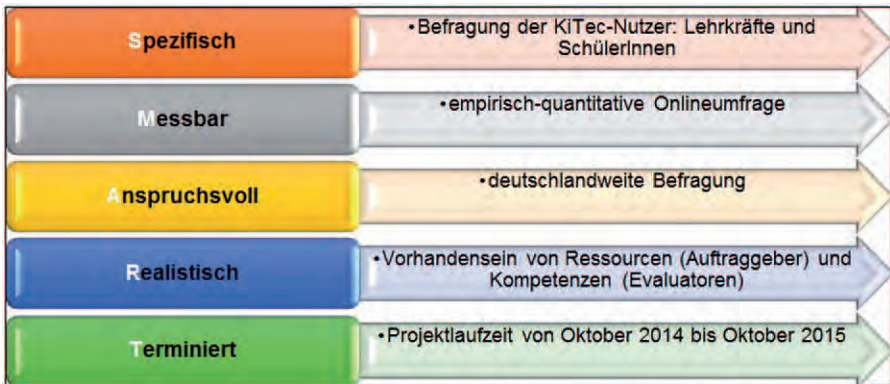 Spezifisch
•Befragung der KiTec-Nutzer: Lehrkräfte und
SchülerInnen
Messbar
•empirisch-quantitative Onlineumfrage
Anspruchsvoll
•deutschlandweite Befragung
Realistisch
•Vorhandensein von Ressourcen (Auftraggeber) und
Kompetenzen (Evaluatoren)
Terminiert
•Projektlaufzeit von Oktober 2014 bis Oktober 2015